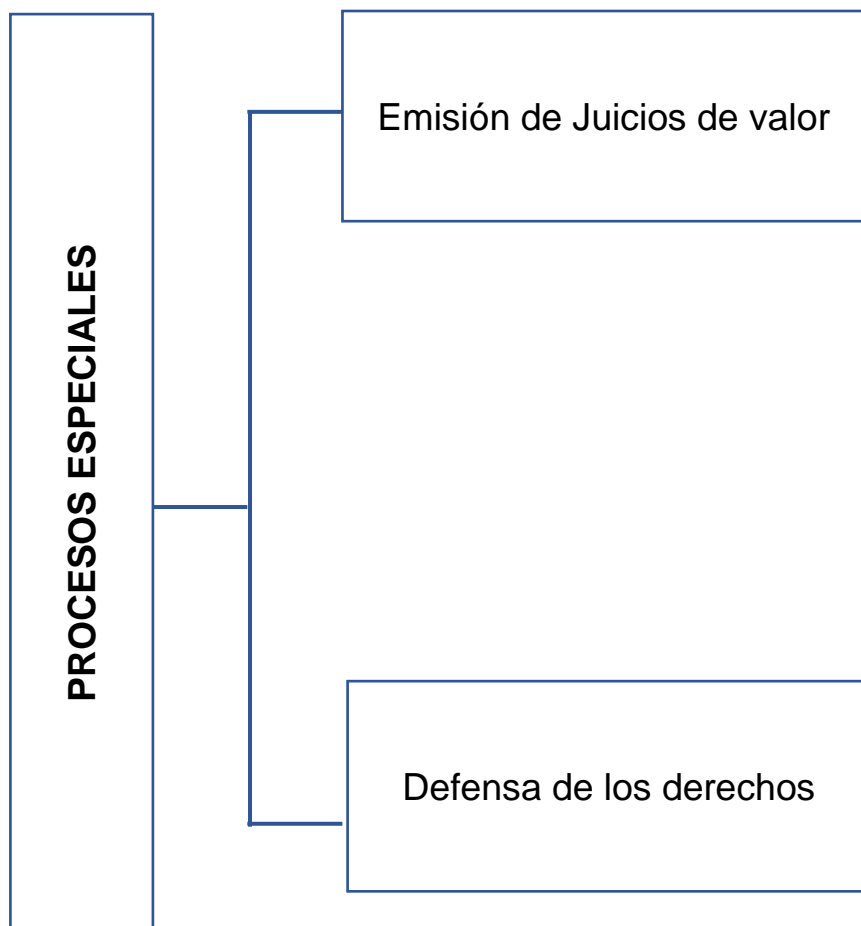 PROCESOS ESPECIALES
Emisión de Juicios de valor
Defensa de los derechos